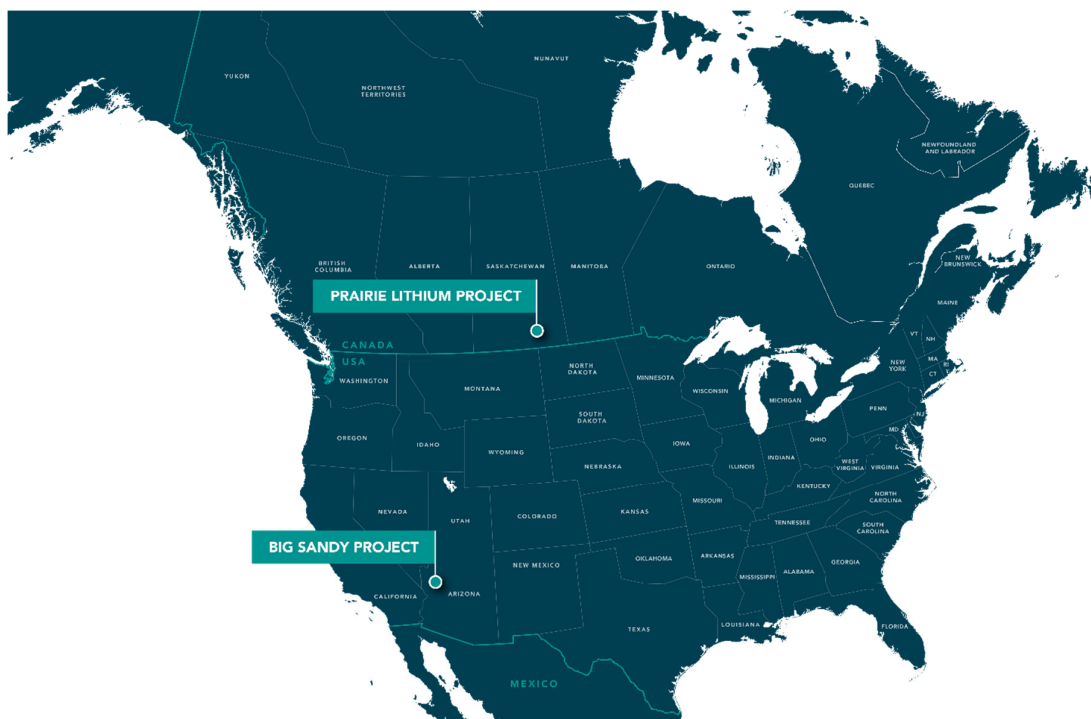 YUKON
NORTHWEST
TERRITORIES
NUNAVUT
NEWFOUNDLAND
AND LABRADOR
QUEBEC
BRITISH
COLUMBIA
ALBERTA
SASKATCHEWAN
MANITOBA
ONTARIO
NEW
BRUNSWICK
PRAIRIE LITHIUM PROJECT
MAINE
CANADA
USA
WASHINGTON
MONTANA
NORTH
DAKOTA
MINNESOTA
WISCONSIN
MICHIGAN
NEW
YORK
VT
NH
MA
CT
RI
OREGON
IDAHO
WYOMING
SOUTH
DAKOTA
IOWA
NEBRASKA
ILLINOIS
INDIANA
OHIO
PENN
NJ
MD
WEST
VIRGINIA
VIRGINIA
KENTUCKY
NEVADA
UTAH
COLORADO
KANSAS
MISSOURI
NORTH
CAROLINA
TENNESSEE
SOUTH
CAROLINA
BIG SANDY PROJECT
CALIFORNIA
ARIZONA
NEW MEXICO
OKLAHOMA
ARKANSAS
MISSISSIPPI
ALABAMA
GEORGIA
TEXAS
LOUISIANA
FLORIDA
MEXICO